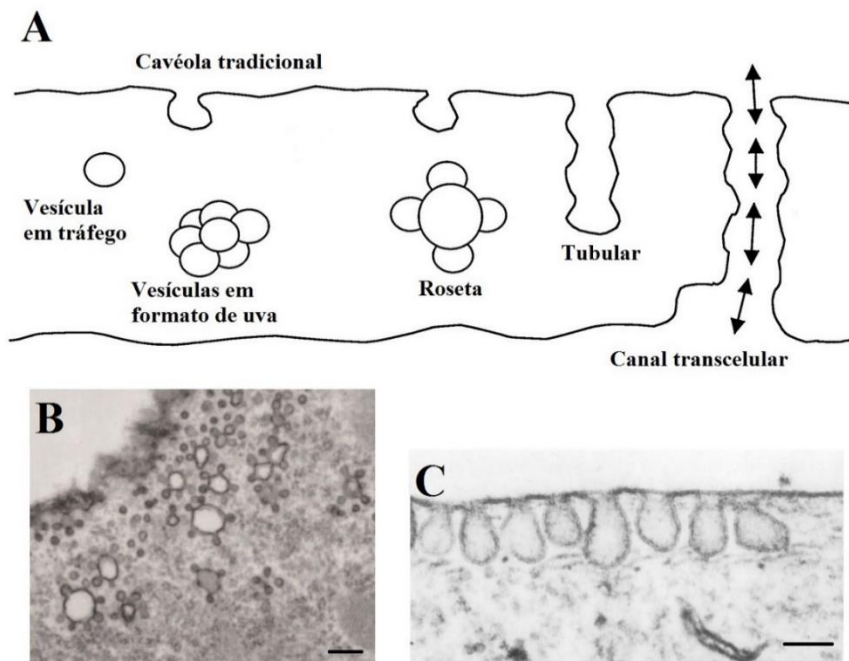 A
Cavéola tradicional
Vesícula
em tráfego
Vesículas em
formato de uva
Roseta
Tubular
Canal transcelular
B
C